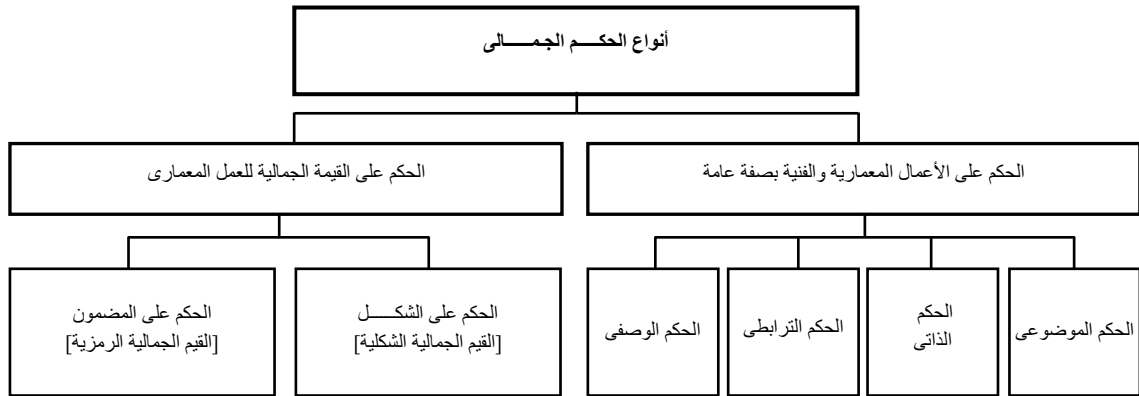 أنواع الحكـــم الجمـــــالى
الحكم على الأعمال المعمارية والفنية بصفة عامة
الحكم على القيمة الجمالية للعمل المعمارى
الحكم الموضوعى
الحكم
الذاتى
الحكم الترابطى
الحكم الوصفى
الحكم على الشكـــــل
[القيم الجمالية الشكلية]
الحكم على المضمون
[القيم الجمالية الرمزية]